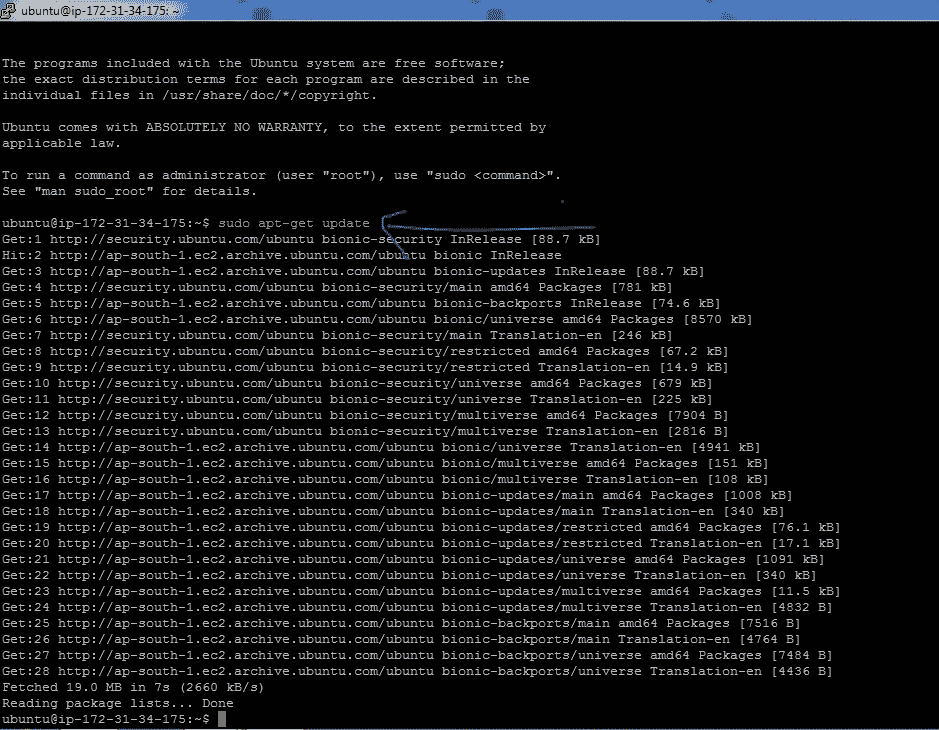 ubuntu@ip-172-31-34-175: ~
The programs included with the Ubuntu system are free software;
the exact distribution terms for each program are described in the
individual files in /usr/share/doc/*/copyright.
Ubuntu comes with ABSOLUTELY NO WARRANTY, to the extent permitted by
applicable law.
To run a command as administrator (user "root"), use "sudo <command>".
See "man sudo_root" for details.
ubuntu@ip-172-31-34-175:~$ sudo apt-get update
Get:1 http://security.ubuntu.com/ubuntu bionic-security InRelease [88.7 kB]
Hit:2 http://ap-south-1.ec2.archive.ubuntu.com/ubuntu bionic InRelease
Get:3 http://ap-south-1.ec2.archive.ubuntu.com/ubuntu bionic-updates InRelease [88.7 kB]
Get:4 http://security.ubuntu.com/ubuntu bionic-security/main amd64 Packages [781 kB]
Get:5 http://ap-south-1.ec2.archive.ubuntu.com/ubuntu bionic-backports InRelease [74.6 kB]
Get:6 http://ap-south-1.ec2.archive.ubuntu.com/ubuntu bionic/universe amd64 Packages [8570 kB]
Get:7 http://security.ubuntu.com/ubuntu bionic-security/main Translation-en [246 kB]
Get:8 http://security.ubuntu.com/ubuntu bionic-security/restricted amd64 Packages [67.2 kB]
Get:9 http://security.ubuntu.com/ubuntu bionic-security/restricted Translation-en [14.9 kB]
Get:10 http://security.ubuntu.com/ubuntu bionic-security/universe amd64 Packages [679 kB]
Get:11 http://security.ubuntu.com/ubuntu bionic-security/universe Translation-en [225 kB]
Get:12 http://security.ubuntu.com/ubuntu bionic-security/multiverse amd64 Packages [7904 B]
Get:13 http://security.ubuntu.com/ubuntu bionic-security/multiverse Translation-en [2816 B]
Get:14 http://ap-south-1.ec2.archive.ubuntu.com/ubuntu bionic/universe Translation-en [4941 kB]
Get:15 http://ap-south-1.ec2.archive.ubuntu.com/ubuntu bionic/multiverse amd64 Packages [151 kB]
Get:16 http://ap-south-1.ec2.archive.ubuntu.com/ubuntu bionic/multiverse Translation-en [108 kB]
Get:17 http://ap-south-1.ec2.archive.ubuntu.com/ubuntu bionic-updates/main amd64 Packages [1008 kB]
Get:18 http://ap-south-1.ec2.archive.ubuntu.com/ubuntu bionic-updates/main Translation-en [340 kB]
Get:19 http://ap-south-1.ec2.archive.ubuntu.com/ubuntu bionic-updates/restricted amd64 Packages [76.1 kB]
Get:20 http://ap-south-1.ec2.archive.ubuntu.com/ubuntu bionic-updates/restricted Translation-en [17.1 kB]
Get:21 http://ap-south-1.ec2.archive.ubuntu.com/ubuntu bionic-updates/universe amd64 Packages [1091 kB]
Get:22 http://ap-south-1.ec2.archive.ubuntu.com/ubuntu bionic-updates/universe Translation-en [340 kB]
Get:23 http://ap-south-1.ec2.archive.ubuntu.com/ubuntu bionic-updates/multiverse amd64 Packages [11.5 kB]
Get:24 http://ap-south-1.ec2.archive.ubuntu.com/ubuntu bionic-updates/multiverse Translation-en [4832 B]
Get:25 http://ap-south-1.ec2.archive.ubuntu.com/ubuntu bionic-backports/main amd64 Packages [7516 B]
Get:26 http://ap-south-1.ec2.archive.ubuntu.com/ubuntu bionic-backports/main Translation-en [4764 B]
Get:27 http://ap-south-1.ec2.archive.ubuntu.com/ubuntu bionic-backports/universe amd64 Packages [7484 B]
Get:28 http://ap-south-1.ec2.archive.ubuntu.com/ubuntu bionic-backports/universe Translation-en [4436 B]
Fetched 19.0 MB in 7s (2660 kB/s)
Reading package lists... Done
ubuntu@ip-172-31-34-175:~$